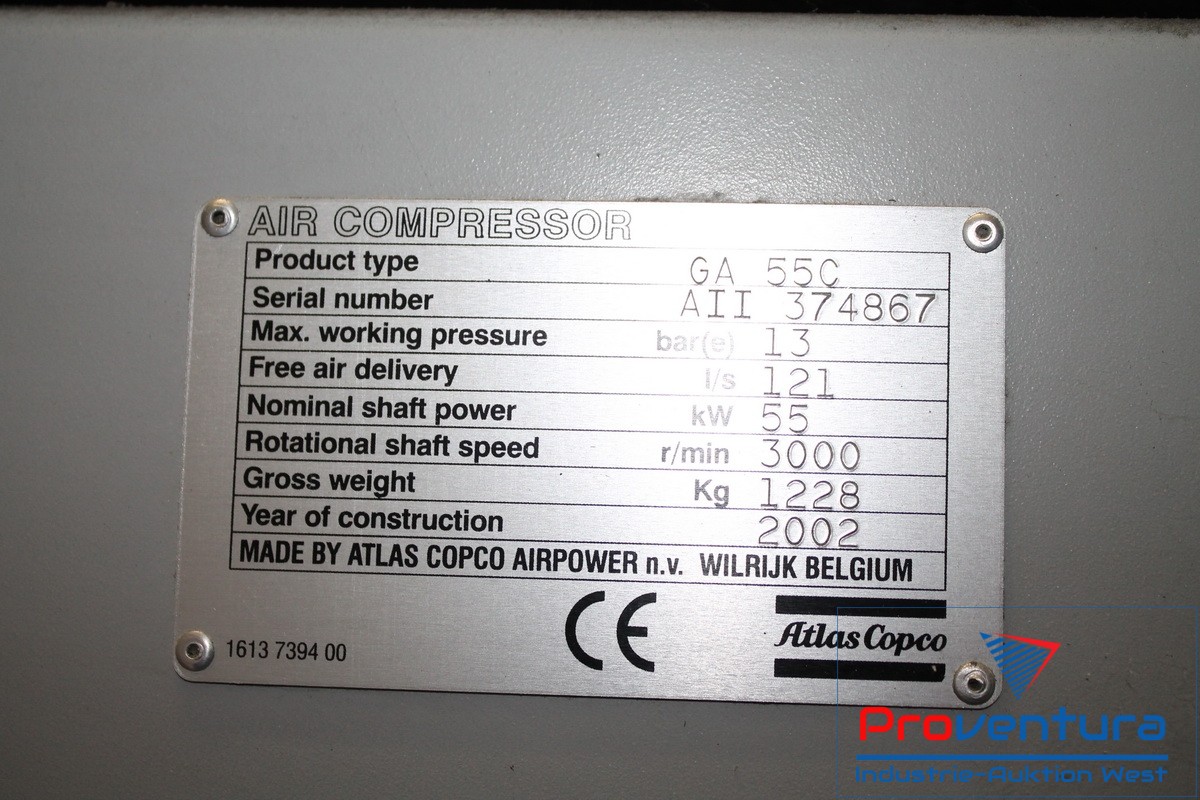 AIR COMPRESSOR
Product type GA 55C
Serial number AII 374867
Max. working pressure bar(e) 13
Free air delivery l/s 121
Nominal shaft power kW 55
Rotational shaft speed r/min 3000
Gross weight Kg 1228
Year of construction 2002
MADE BY ATLAS COPCO AIRPOWER n.v. WILRIJK BELGIUM
CE
Atlas Copco
1613 7394 00
Proventura
Industrie-Auktion West